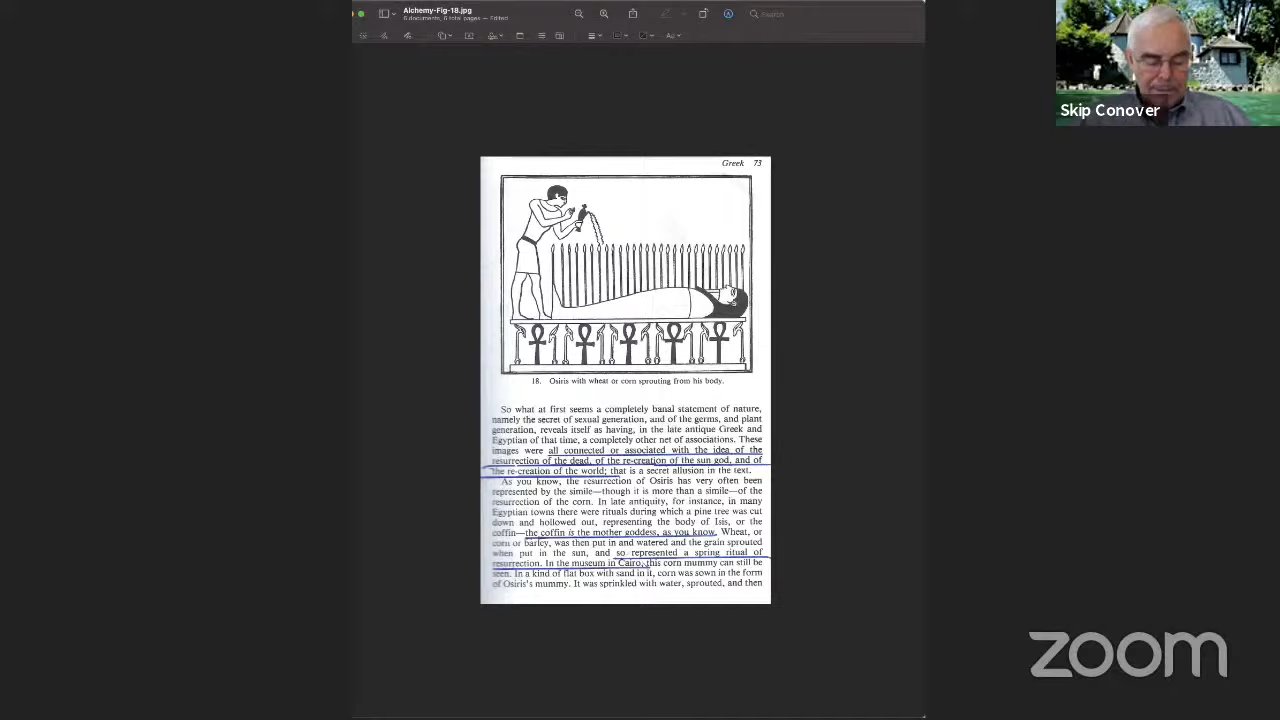 Alchemy-Fig-18.jpg
6 documents, 6 total pages — Edited
Search
Aa
Skip Conover
Greek 73
18. Osiris with wheat or corn sprouting from his body.
So what at first seems a completely banal statement of nature,
namely the secret of sexual generation, and of the germs, and plant
generation, reveals itself as having, in the late antique Greek and
Egyptian of that time, a completely other net of associations. These
images were all connected or associated with the idea of the
resurrection of the dead, of the re-creation of the sun god, and of
the re-creation of the world; that is a secret allusion in the text.
As you know, the resurrection of Osiris has very often been
represented by the simile—though it is more than a simile—of the
resurrection of the corn. In late antiquity, for instance, in many
Egyptian towns there were rituals during which a pine tree was cut
down and hollowed out, representing the body of Isis, or the
coffin—the coffin is the mother goddess, as you know. Wheat, or
corn or barley, was then put in and watered and the grain sprouted
when put in the sun, and so represented a spring ritual of
resurrection. In the museum in Cairo, this corn mummy can still be
seen. In a kind of flat box with sand in it, corn was sown in the form
of Osiris's mummy. It was sprinkled with water, sprouted, and then
zoom